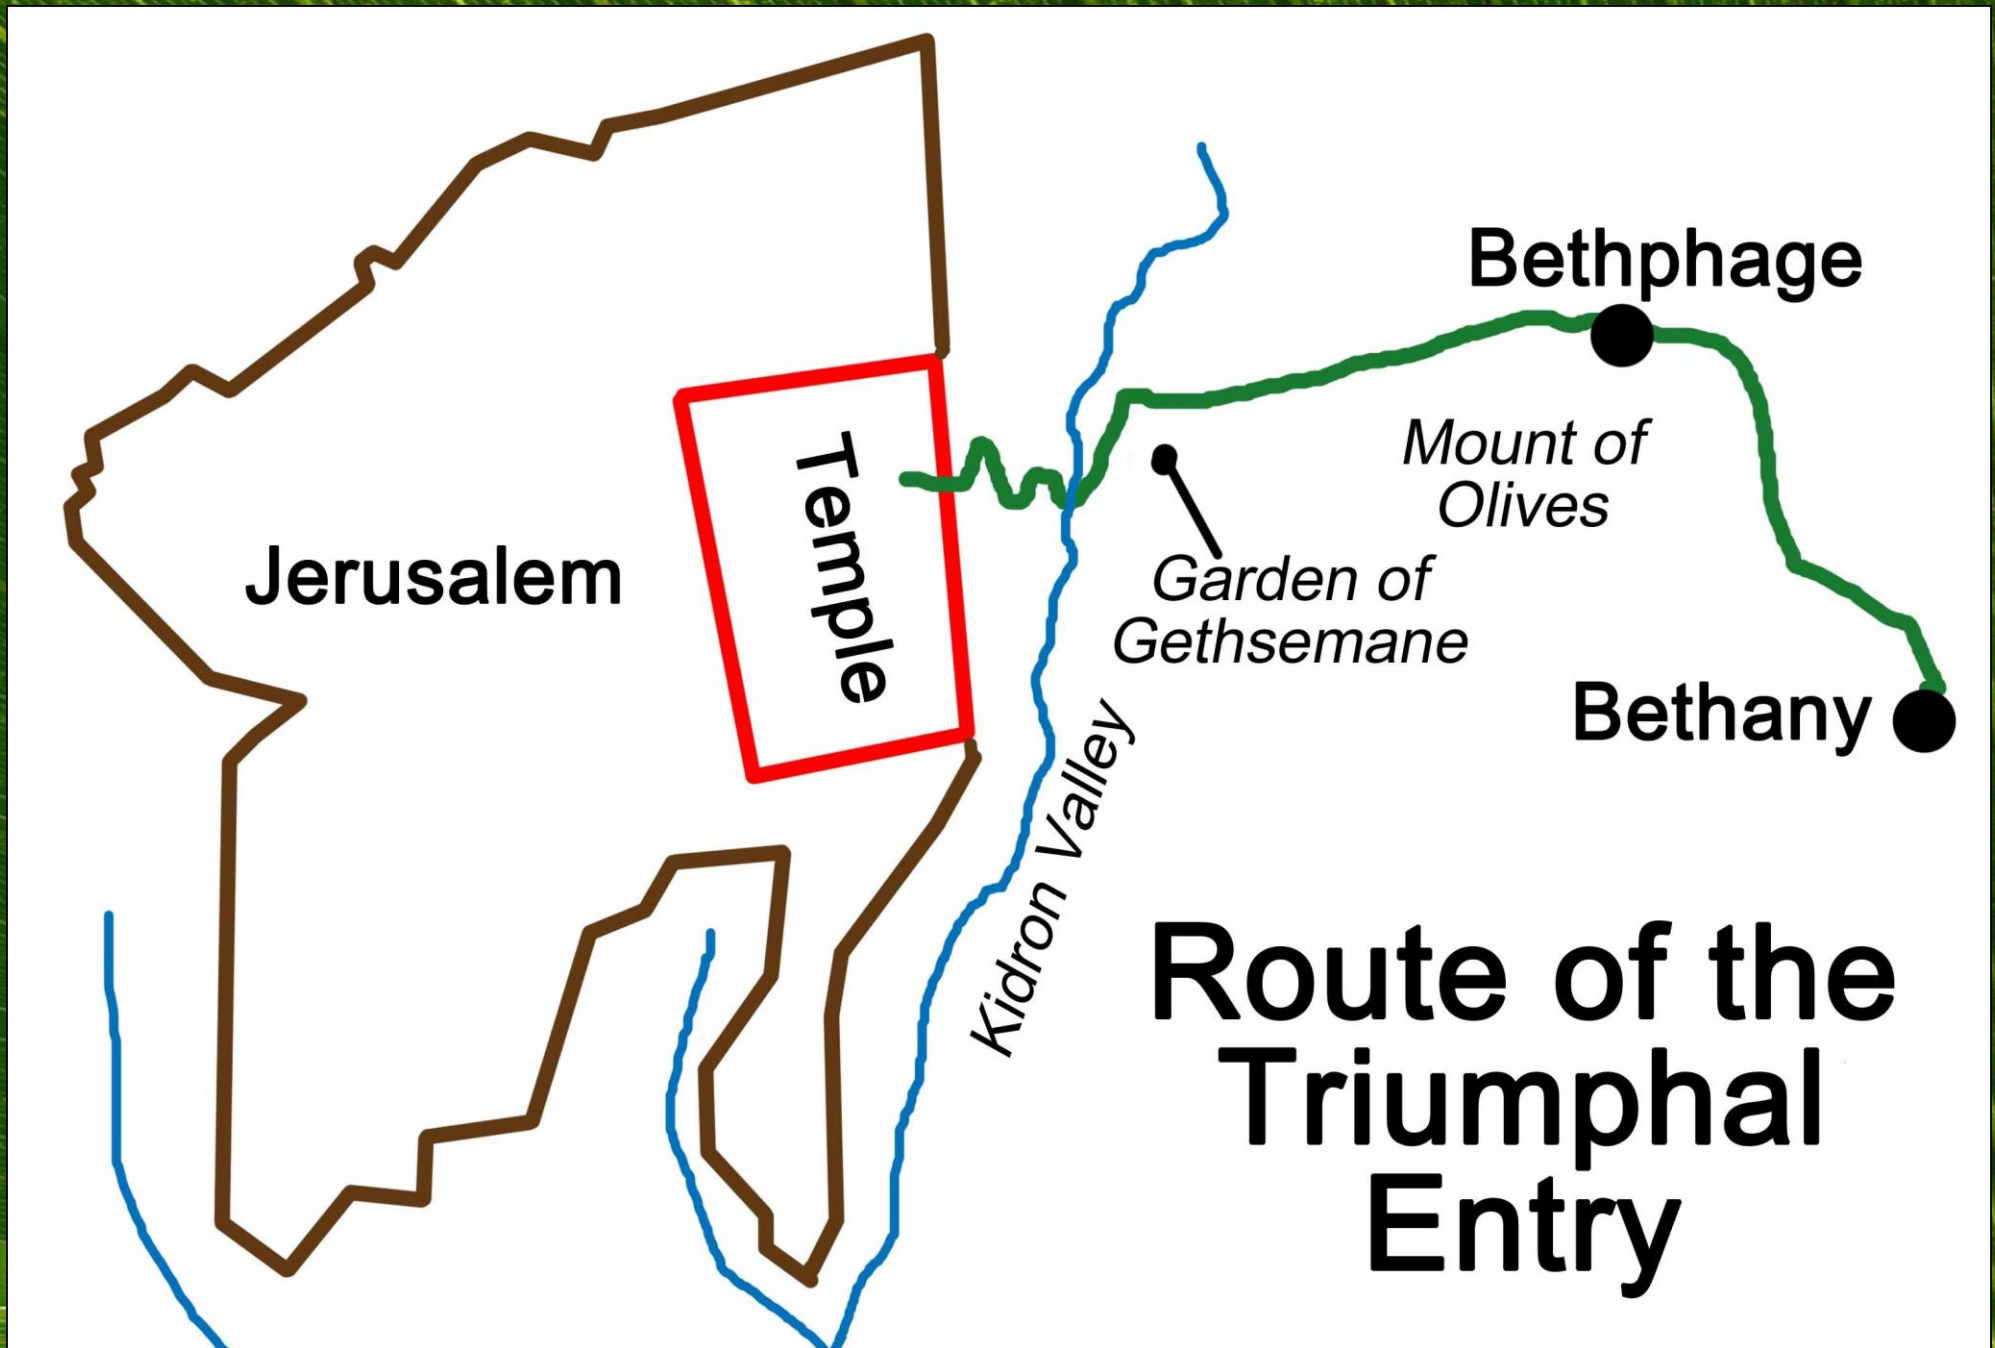 Bethphage
Mount of
Olives
Temple
Jerusalem
Garden of
Gethsemane
Bethany
Kidron Valley
Route of the
Triumphal
Entry